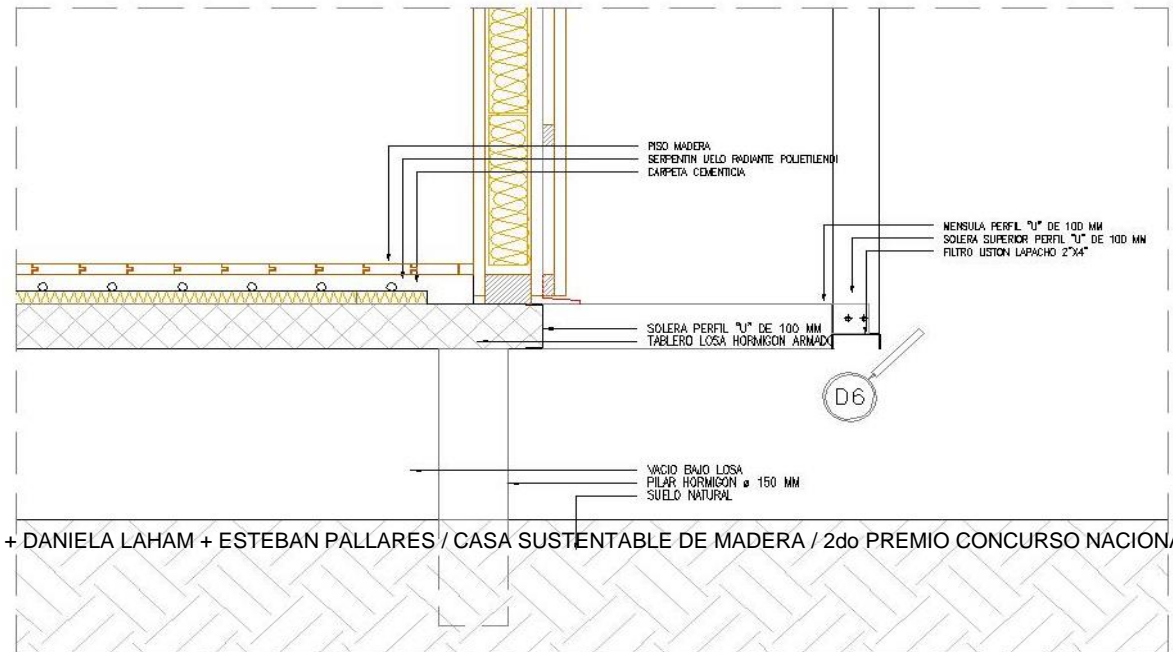 PISO MADERA
SERPENTIN VELO RADIANTE POLIETILENO
CARPETA CEMENTICIA
MENSULA PERFIL "U" DE 100 MM
SOLERA SUPERIOR PERFIL "U" DE 100 MM
FILTRO LISTON LAPACHO 2"X4"
SOLERA PERFIL "U" DE 100 MM
TABLERO LOSA HORMIGON ARMADO
D6
VACIO BAJO LOSA
PILAR HORMIGON ø 150 MM
SUELO NATURAL
+ DANIELA LAHAM + ESTEBAN PALLARES / CASA SUSTENTABLE DE MADERA / 2do PREMIO CONCURSO NACIONA